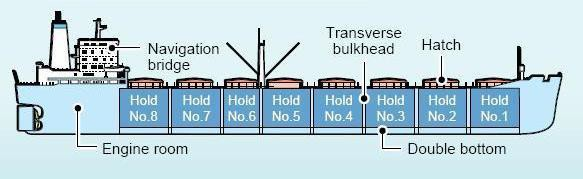 Navigation
bridge
Transverse
bulkhead
Hatch
Hold
No.8
Hold
No.7
Hold
No.6
Hold
No.5
Hold
No.4
Hold
No.3
Hold
No.2
Hold
No.1
Engine room
Double bottom